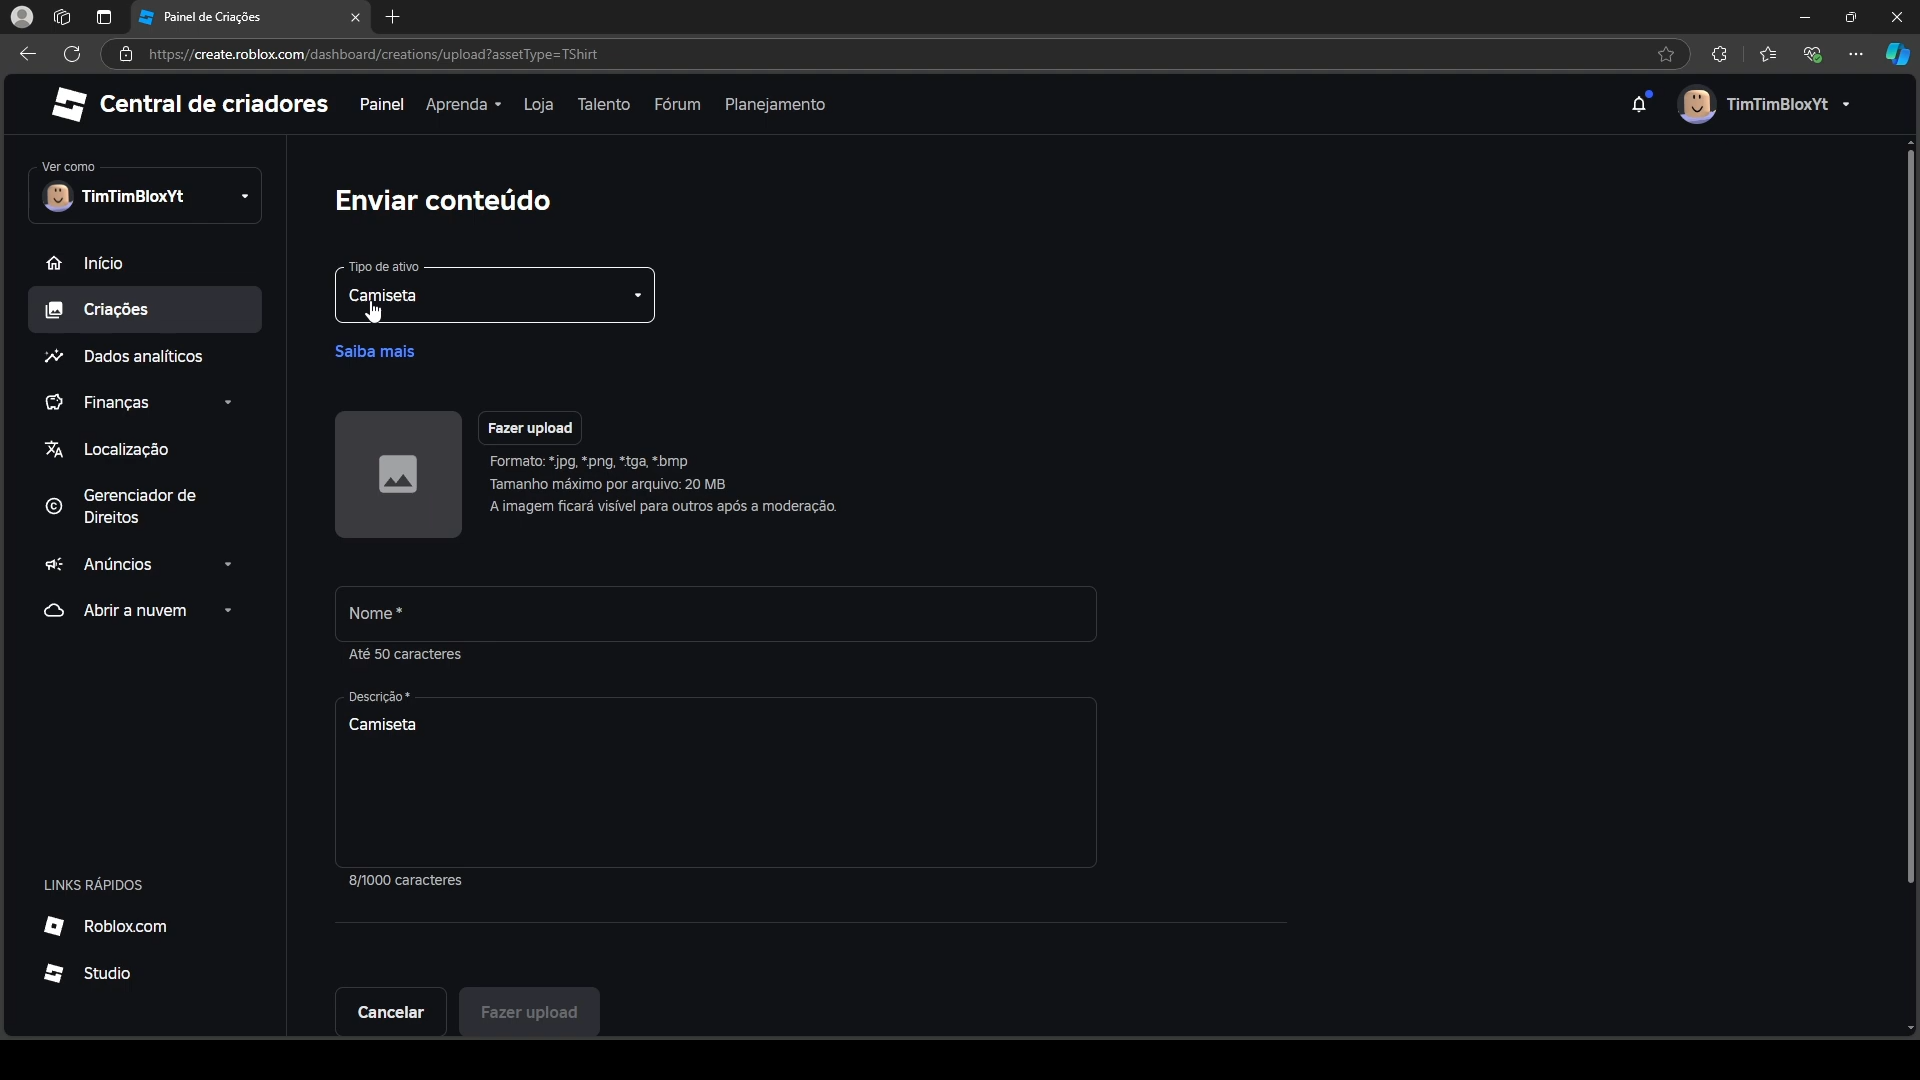 Painel de Criações
https://create.roblox.com/dashboard/creations/upload?assetType=TShirt
Central de criadores
Painel
Aprenda
Loja
Talento
Fórum
Planejamento
TimTimBloxYt
Ver como
TimTimBloxYt
Início
Criações
Dados analíticos
Finanças
Localização
Gerenciador de
Direitos
Anúncios
Abrir a nuvem
LINKS RÁPIDOS
Roblox.com
Studio
Enviar conteúdo
Tipo de ativo
Camiseta
Saiba mais
Fazer upload
Formato: *.jpg, *.png, *.tga, *.bmp
Tamanho máximo por arquivo: 20 MB
A imagem ficará visível para outros após a moderação.
Nome *
Até 50 caracteres
Descrição *
Camiseta
8/1000 caracteres
Cancelar
Fazer upload